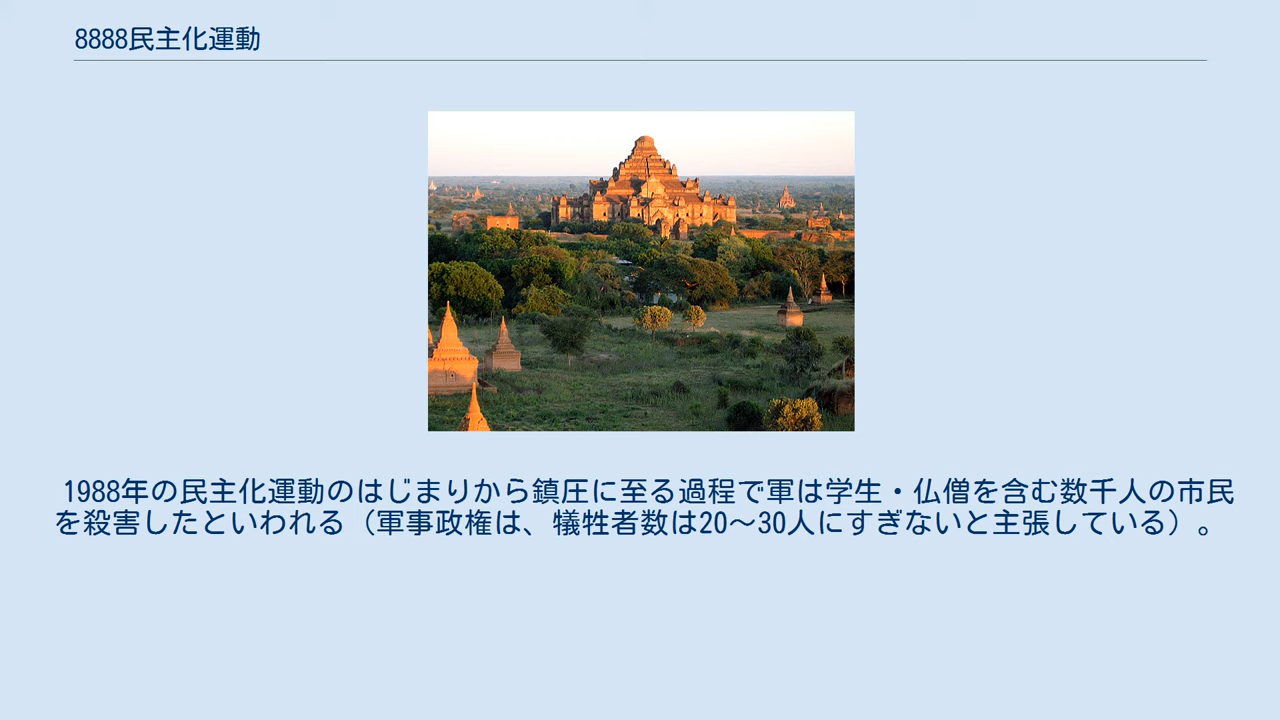 8888民主化運動
1988年の民主化運動のはじまりから鎮圧に至る過程で軍は学生・仏僧を含む数千人の市民
を殺害したといわれる（軍事政権は、犠牲者数は20〜30人にすぎないと主張している）。